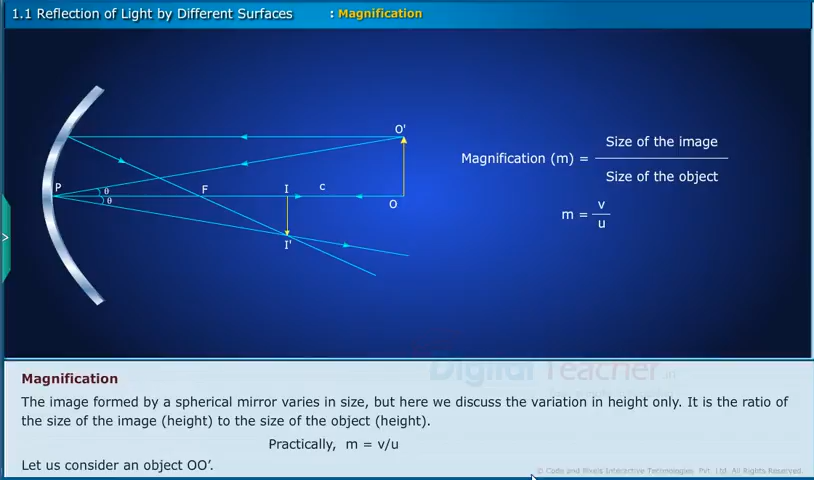 1.1 Reflection of Light by Different Surfaces : Magnification
O'
P θ F I c
θ O
I'
Magnification (m) = Size of the image
Size of the object
m = v
u
>
Digital Teacher.in
Magnification
The image formed by a spherical mirror varies in size, but here we discuss the variation in height only. It is the ratio of
the size of the image (height) to the size of the object (height).
Practically, m = v/u
Let us consider an object OO'.
© Code and Pixels Interactive Technologies. Pvt. Ltd. All Rights Reserved.